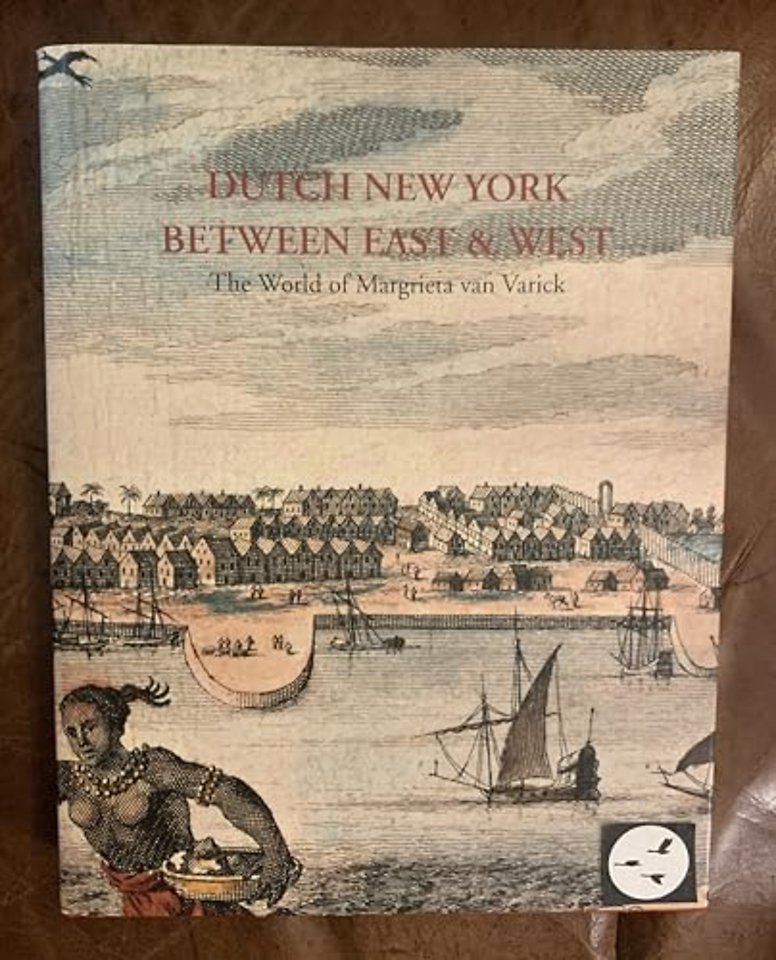 DUTCH NEW YORK
BETWEEN EAST & WEST
The World of Margrieta van Varick